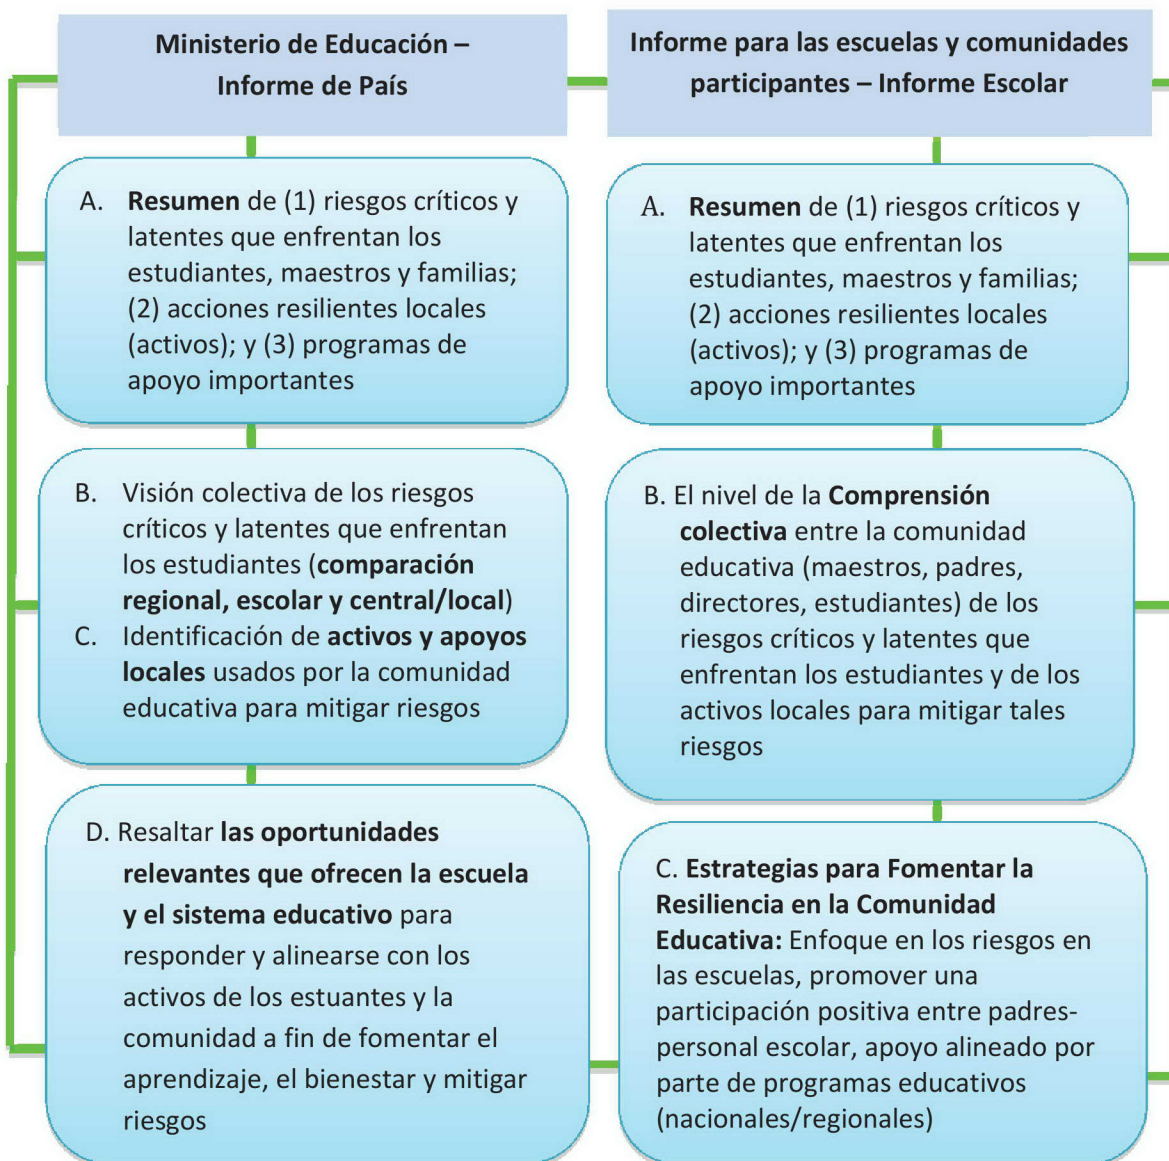 Ministerio de Educación –
Informe de País
A. Resumen de (1) riesgos críticos y
latentes que enfrentan los
estudiantes, maestros y familias;
(2) acciones resilientes locales
(activos); y (3) programas de
apoyo importantes
B. Visión colectiva de los riesgos
críticos y latentes que enfrentan
los estudiantes (comparación
regional, escolar y central/local)
C. Identificación de activos y apoyos
locales usados por la comunidad
educativa para mitigar riesgos
D. Resaltar las oportunidades
relevantes que ofrecen la escuela
y el sistema educativo para
responder y alinearse con los
activos de los estuantes y la
comunidad a fin de fomentar el
aprendizaje, el bienestar y mitigar
riesgos
Informe para las escuelas y comunidades
participantes – Informe Escolar
A. Resumen de (1) riesgos críticos y
latentes que enfrentan los
estudiantes, maestros y familias;
(2) acciones resilientes locales
(activos); y (3) programas de
apoyo importantes
B. El nivel de la Comprensión
colectiva entre la comunidad
educativa (maestros, padres,
directores, estudiantes) de los
riesgos críticos y latentes que
enfrentan los estudiantes y de los
activos locales para mitigar tales
riesgos
C. Estrategias para Fomentar la
Resiliencia en la Comunidad
Educativa: Enfoque en los riesgos en
las escuelas, promover una
participación positiva entre padres-
personal escolar, apoyo alineado por
parte de programas educativos
(nacionales/regionales)